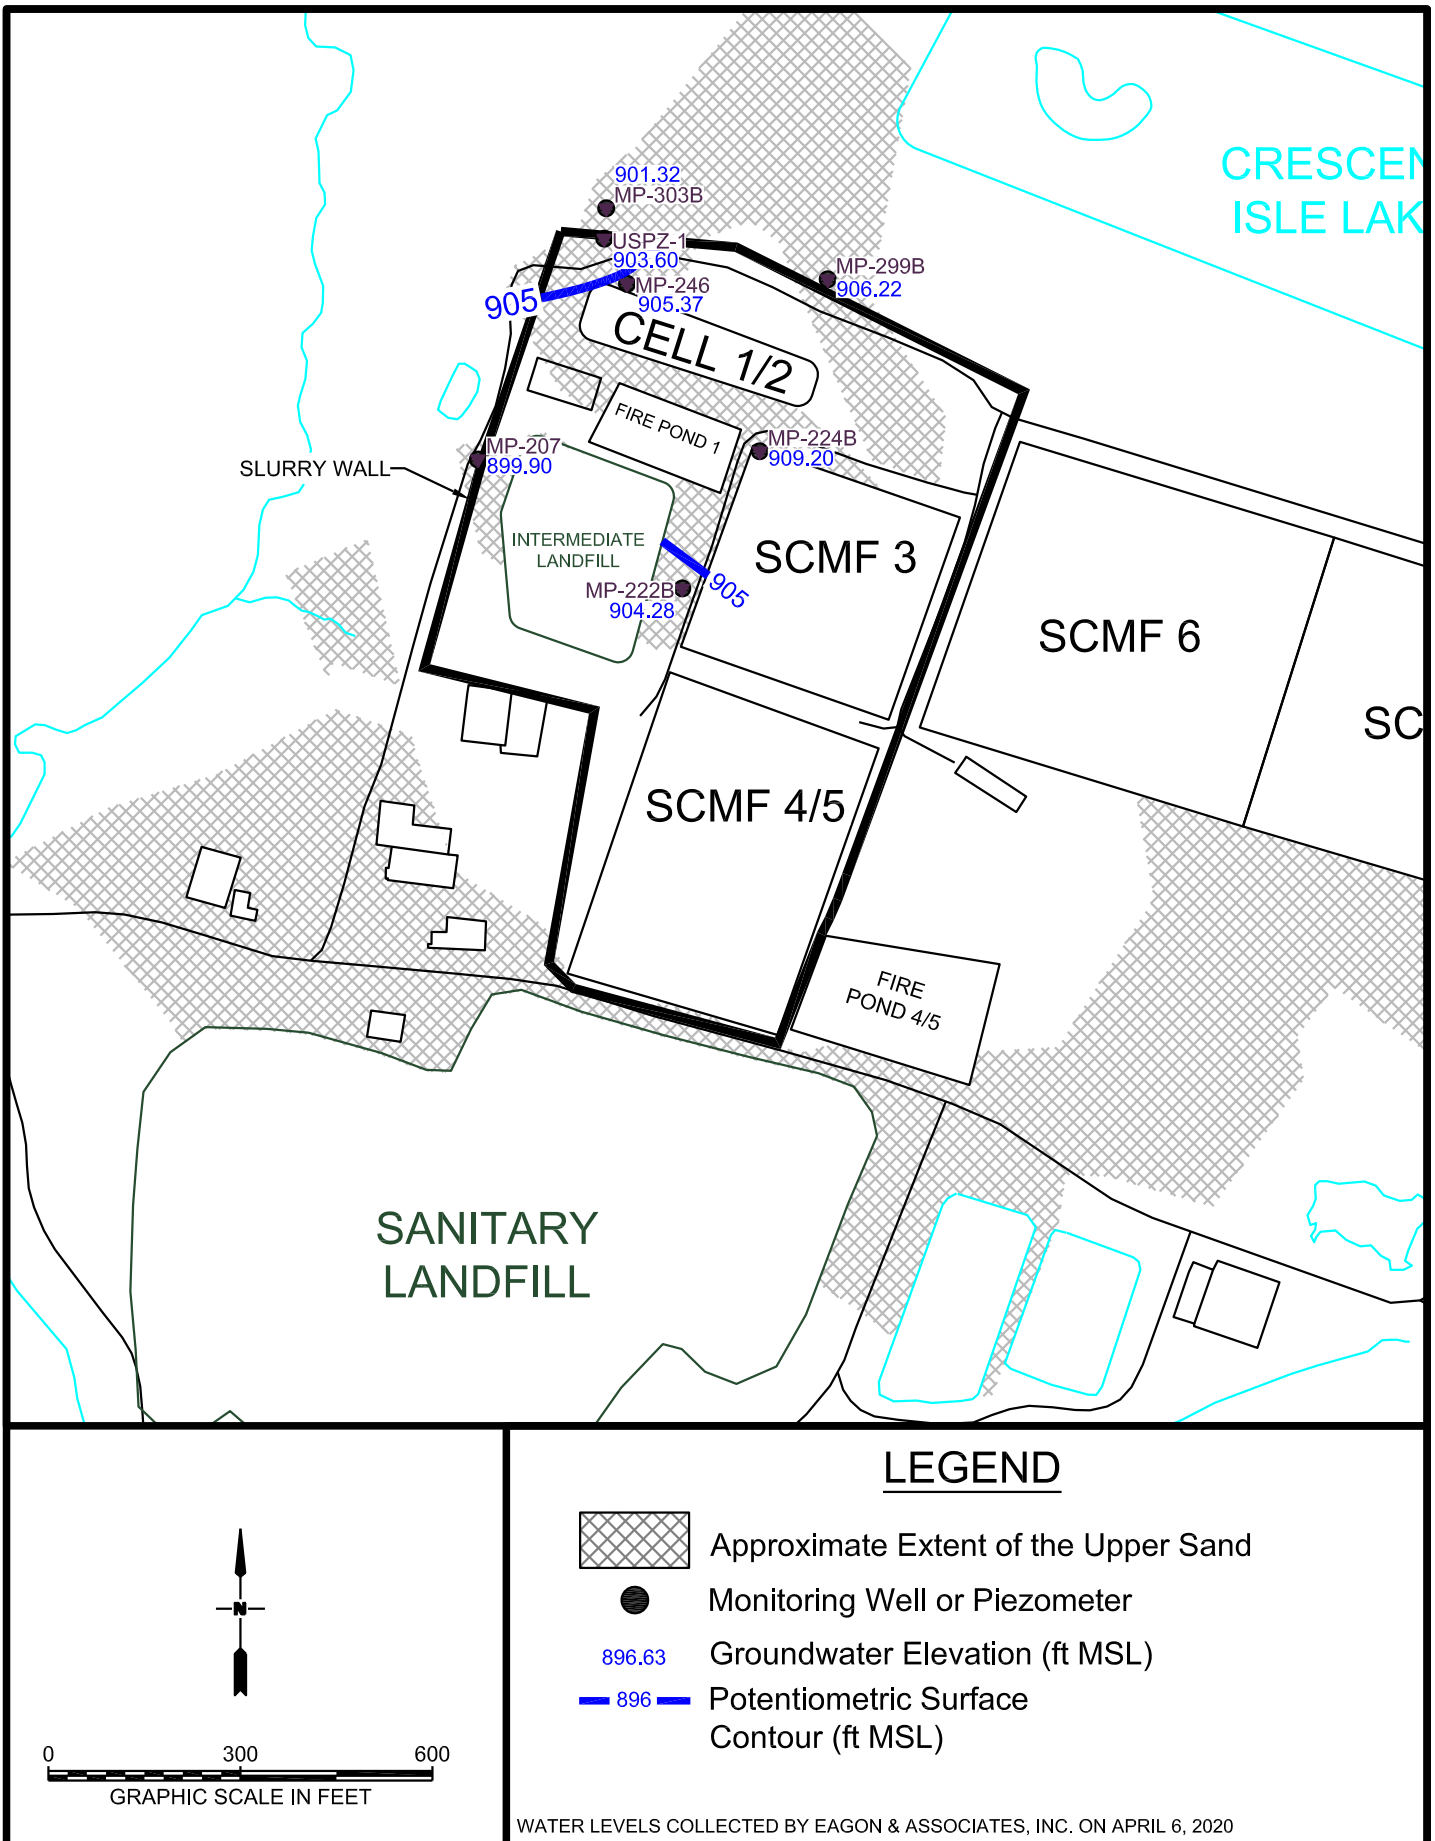 CRESCEN
ISLE LAK
901.32
MP-303B
USPZ-1
903.60
MP-246
905.37
905
MP-299B
906.22
CELL 1/2
FIRE POND 1
MP-207
899.90
SLURRY WALL
MP-224B
909.20
INTERMEDIATE
LANDFILL
SCMF 3
MP-222B
904.28
905
SCMF 6
SC
SCMF 4/5
FIRE
POND 4/5
SANITARY
LANDFILL
N
0 300 600
GRAPHIC SCALE IN FEET
LEGEND
Approximate Extent of the Upper Sand
Monitoring Well or Piezometer
896.63 Groundwater Elevation (ft MSL)
896 Potentiometric Surface
Contour (ft MSL)
WATER LEVELS COLLECTED BY EAGON & ASSOCIATES, INC. ON APRIL 6, 2020